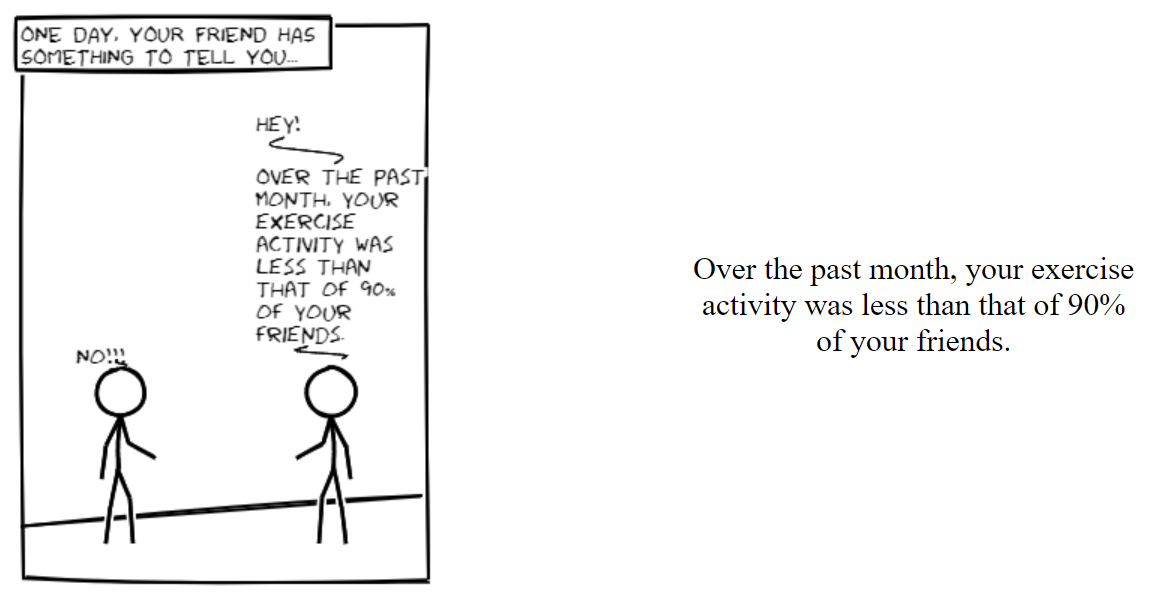 ONE DAY, YOUR FRIEND HAS
SOMETHING TO TELL YOU...
HEY!
OVER THE PAST
MONTH, YOUR
EXERCISE
ACTIVITY WAS
LESS THAN
THAT OF 90%
OF YOUR
FRIENDS.
NO!!!
Over the past month, your exercise
activity was less than that of 90%
of your friends.